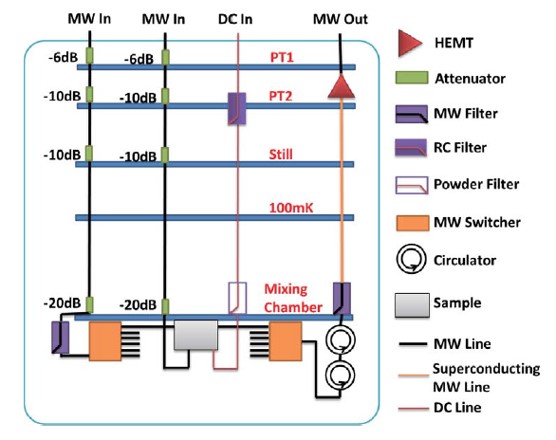 MW In MW In DC In MW Out
-6dB -6dB PT1
-10dB -10dB PT2
-10dB -10dB Still
100mK
-20dB -20dB Mixing
Chamber
HEMT
Attenuator
MW Filter
RC Filter
Powder Filter
MW Switcher
Circulator
Sample
MW Line
Superconducting
MW Line
DC Line